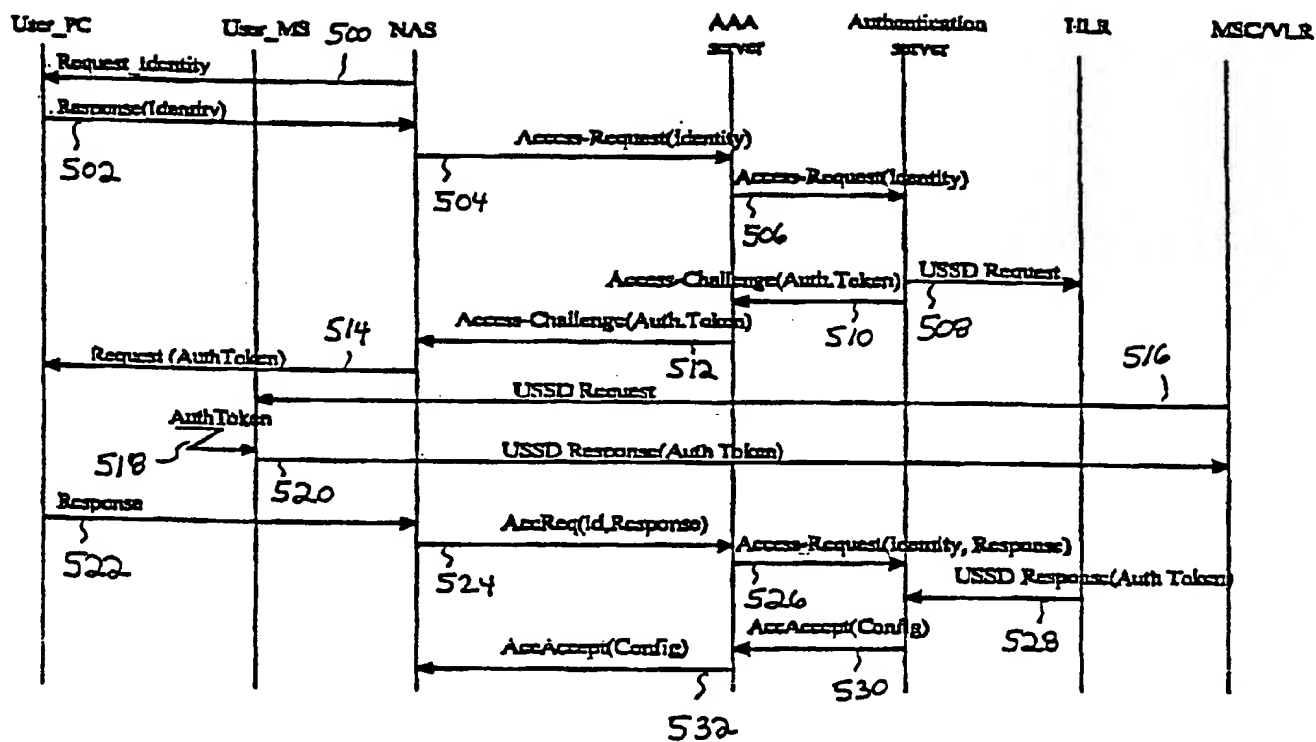 User_PC
User_MS
500
NAS
AAA
server
Authentication
server
HLR
MSC/VLR
Request_Identity
Response(Identity)
502
Access-Request(Identity)
504
Access-Request(Identity)
506
USSD Request
508
Access-Challenge(Auth.Token)
510
Access-Challenge(Auth.Token)
512
514
Request (AuthToken)
516
USSD Request
AuthToken
518
USSD Response(Auth Token)
520
Response
522
AccReq(Id,Response)
524
Access-Request(Identity, Response)
526
USSD Response(Auth Token)
528
AccAccept(Config)
530
AccAccept(Config)
532